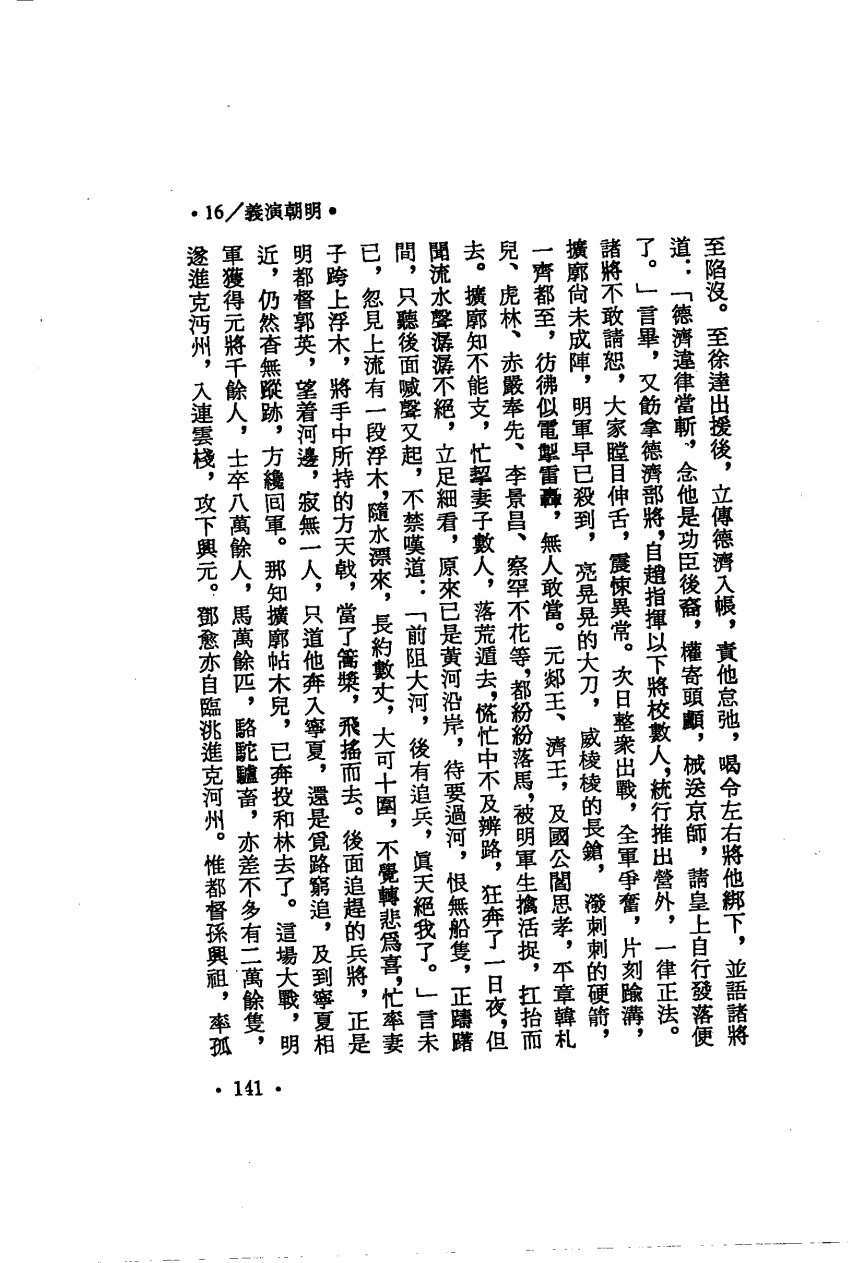 •16／義演朝明•
至陷沒。至徐達出援後，立傳德濟入帳，責他怠弛，喝令左右將他綁下，並語諸將
道：「德濟違律當斬，念他是功臣後裔，權寄頭顱，械送京師，請皇上自行發落便
了。」言畢，又飭拿德濟部將，自趙指揮以下將校數人，統行推出營外，一律正法。
諸將不敢請恕，大家瞠目伸舌，震悚異常。次日整衆出戰，全軍爭奮，片刻踰溝，
擴廓尙未成陣，明軍早已殺到，亮晃晃的大刀，威棱棱的長鎗，潑刺刺的硬箭，
一齊都至，彷彿似電掣雷轟，無人敢當。元郯王、濟王，及國公閻思孝，平章韓札
兒、虎林、赤嚴奉先、李景昌、察罕不花等，都紛紛落馬，被明軍生擒活捉，扛抬而
去。擴廓知不能支，忙挈妻子數人，落荒遁去，慌忙中不及辨路，狂奔了一日夜，但
聞流水聲潺潺不絕，立足細看，原來已是黃河沿岸，待要過河，恨無船隻，正躊躇
間，只聽後面喊聲又起，不禁嘆道：「前阻大河，後有追兵，眞天絕我了。」言未
已，忽見上流有一段浮木，隨水漂來，長約數丈，大可十圍，不覺轉悲爲喜，忙率妻
子跨上浮木，將手中所持的方天戟，當了篙槳，飛搖而去。後面追趕的兵將，正是
明都督郭英，望着河邊，寂無一人，只道他奔入寧夏，還是覓路窮追，及到寧夏相
近，仍然杳無蹤跡，方纔回軍。那知擴廓帖木兒，已奔投和林去了。這場大戰，明
軍獲得元將千餘人，士卒八萬餘人，馬萬餘匹，駱駝驢畜，亦差不多有二萬餘隻，
遂進克沔州，入連雲棧，攻下興元。鄧愈亦自臨洮進克河州。惟都督孫興祖，率孤
•141•